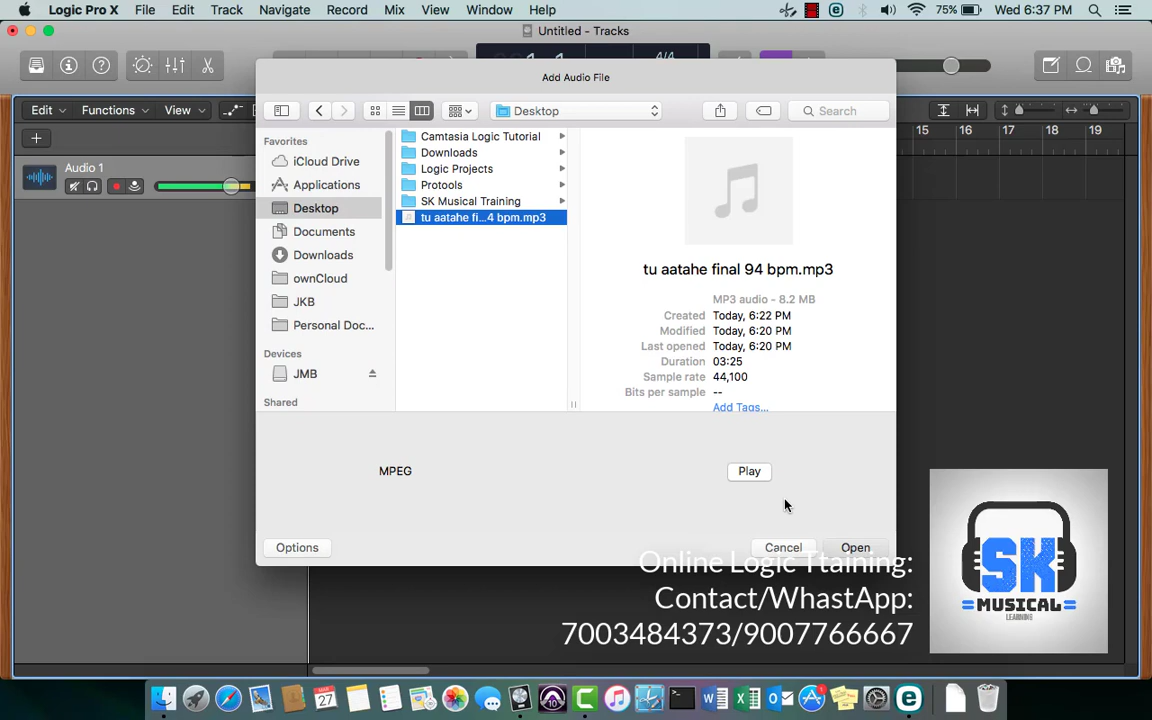 Logic Pro X File Edit Track Navigate Record Mix View Window Help 75% Wed 6:37 PM
Untitled - Tracks
4/4
Add Audio File
Edit Functions View
Desktop
Search
15 16 17 18 19
Favorites
iCloud Drive
Applications
Desktop
Documents
Downloads
ownCloud
JKB
Personal Doc...
Devices
JMB
Shared
Camtasia Logic Tutorial
Downloads
Logic Projects
Protools
SK Musical Training
tu aatahe fi...4 bpm.mp3
Audio 1
tu aatahe final 94 bpm.mp3
MP3 audio - 8.2 MB
Created Today, 6:22 PM
Modified Today, 6:20 PM
Last opened Today, 6:20 PM
Duration 03:25
Sample rate 44,100
Bits per sample --
Add Tags...
MPEG
Play
Options
Cancel
Open
Online Logic Ttaining:
Contact/WhastApp:
7003484373/9007766667
SK
MUSICAL
LEARNING
27
10